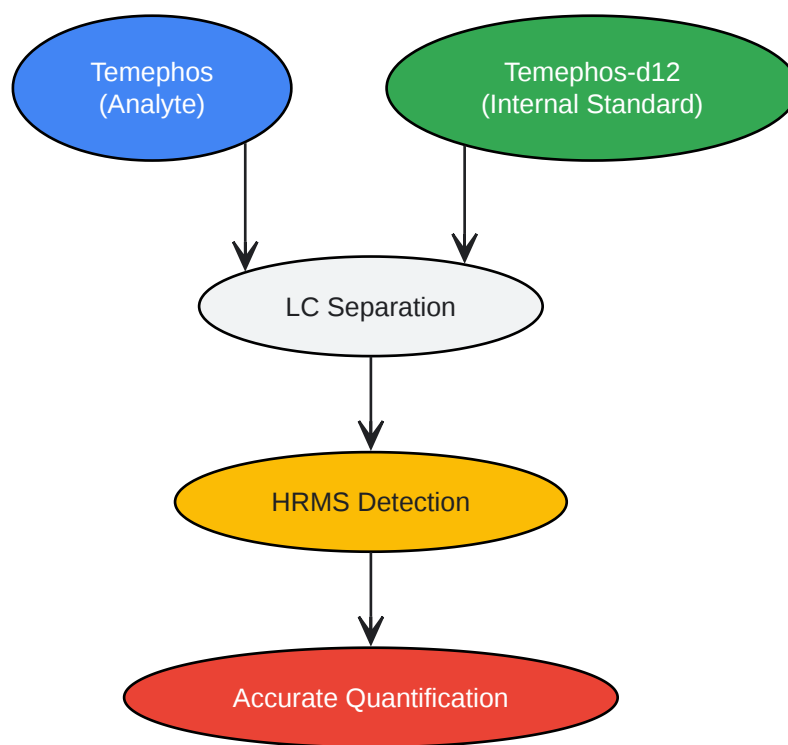 Temephos
(Analyte)
Temephos-d12
(Internal Standard)
LC Separation
HRMS Detection
Accurate Quantification